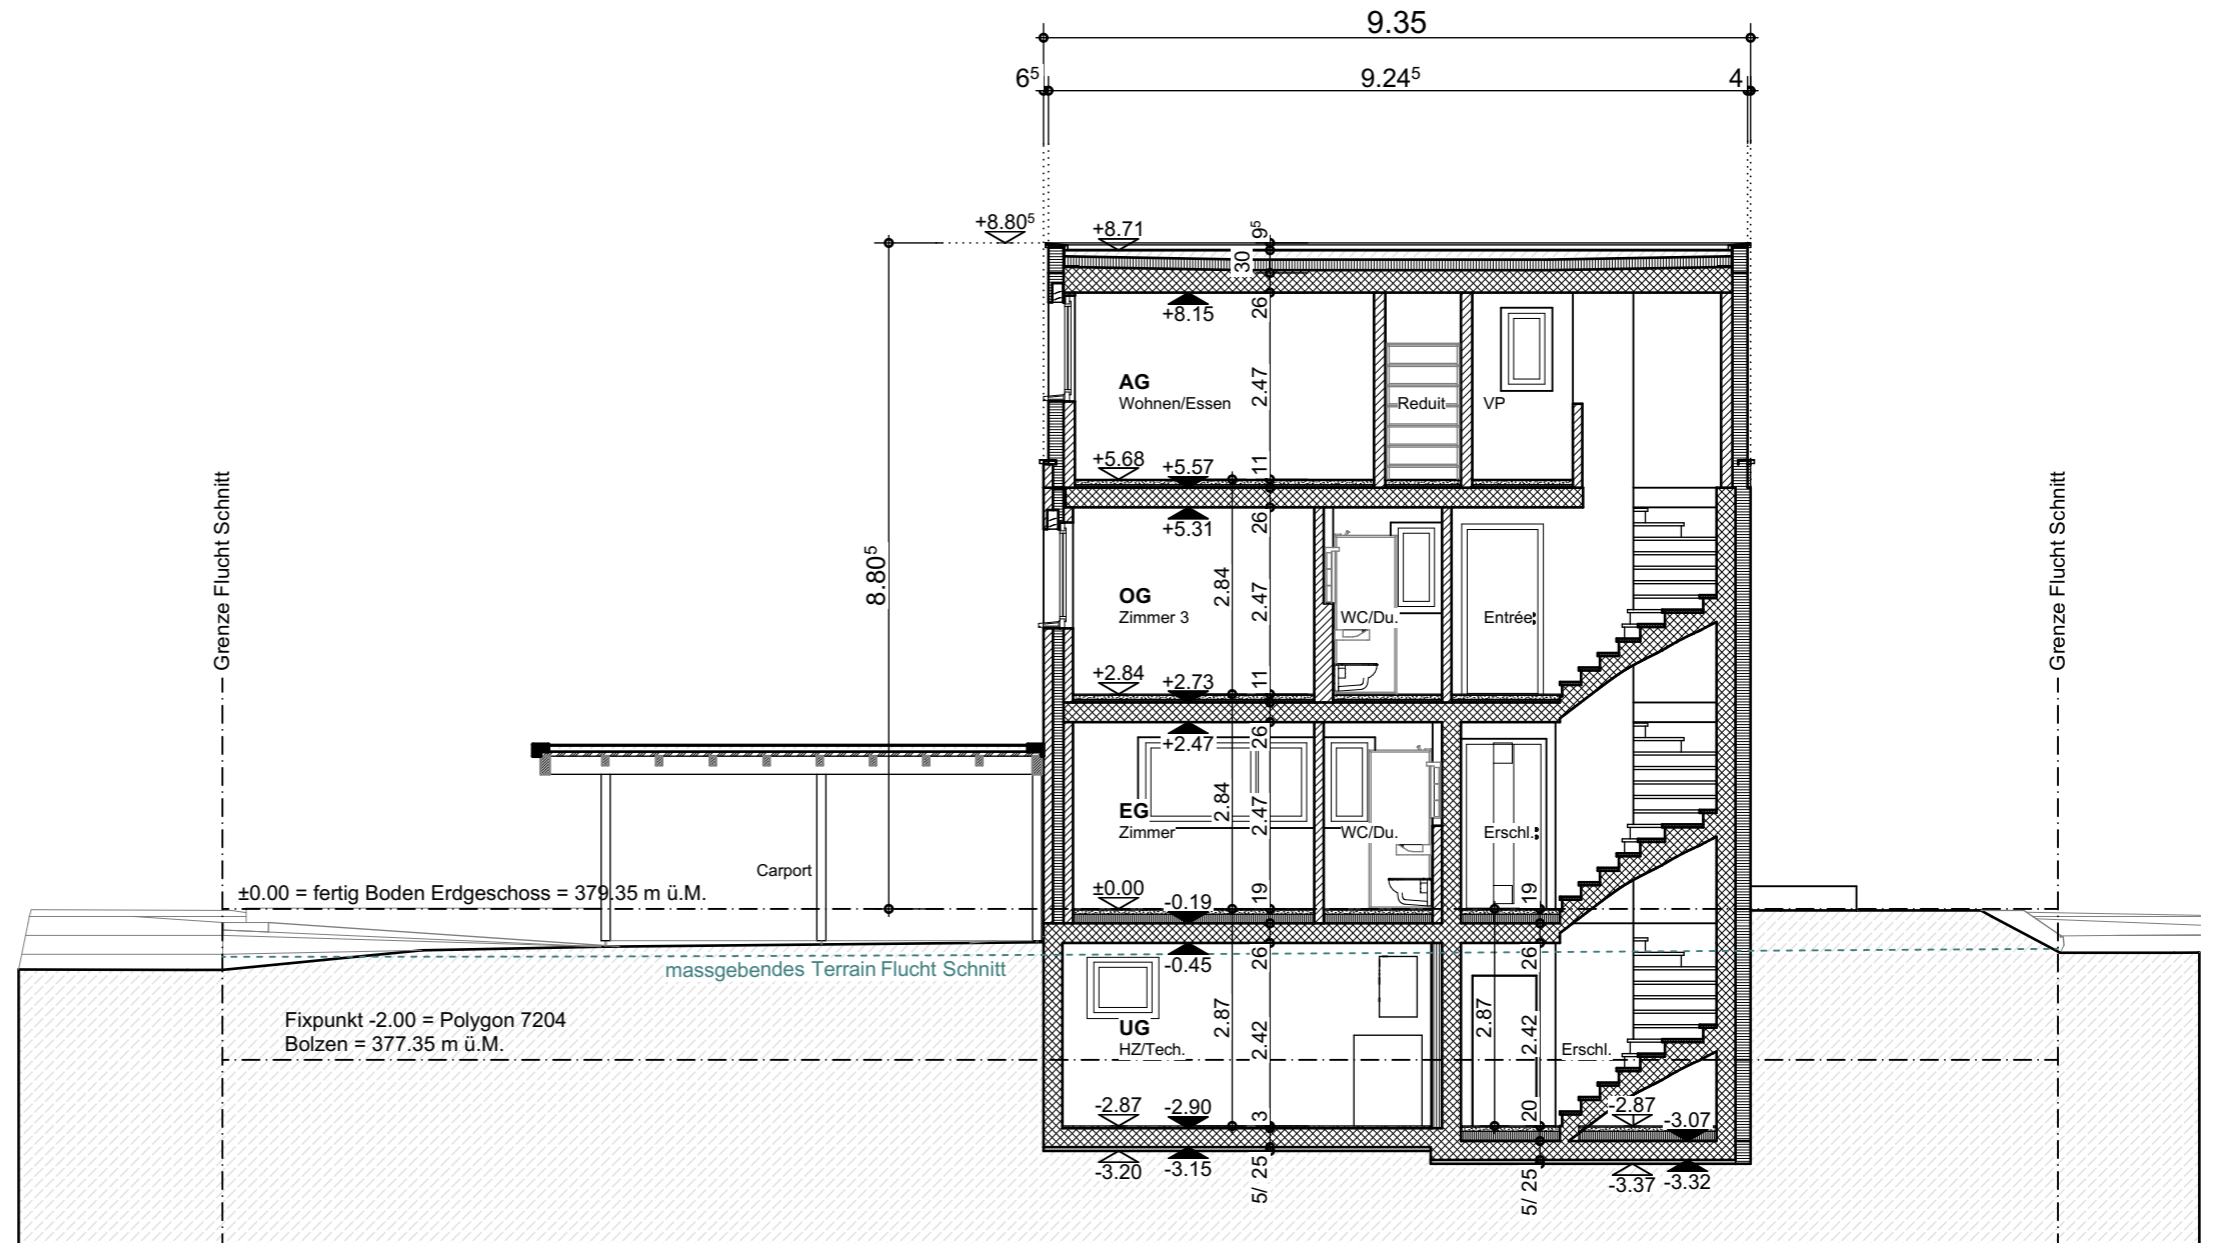 9.35
6⁵
9.24⁵
4
+8.80⁵
+8.71
9⁵
30
+8.15
26
AG
Wohnen/Essen
2.47
Reduit
VP
+5.68
+5.57
11
Grenze Flucht Schnitt
Grenze Flucht Schnitt
8.80⁵
+5.31
26
OG
Zimmer 3
2.84
2.47
WC/Du.
Entrée
+2.84
+2.73
11
+2.47
26
EG
Zimmer
2.84
2.47
WC/Du.
Erschl.
Carport
±0.00 = fertig Boden Erdgeschoss = 379.35 m ü.M.
±0.00
-0.19
19
19
massgebendes Terrain Flucht Schnitt
-0.45
26
26
Fixpunkt -2.00 = Polygon 7204
Bolzen = 377.35 m ü.M.
UG
HZ/Tech.
2.87
2.42
2.87
2.42
Erschl.
-2.87
-2.90
3
20
-2.87
-3.07
-3.20
-3.15
5/ 25
5/ 25
-3.37
-3.32